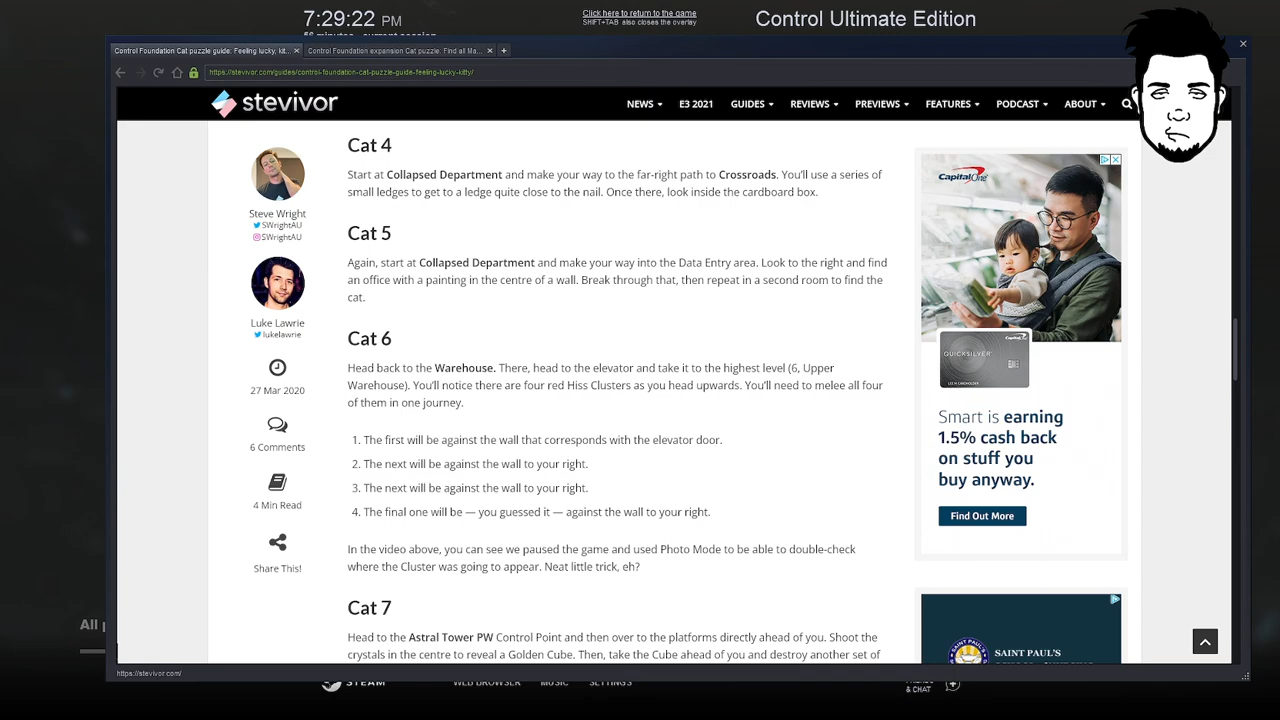 7:29:22 PM
56 minutes - current session
Click here to return to the game
SHIFT+TAB also closes the overlay
Control Ultimate Edition
Control Foundation Cat puzzle guide: Feeling lucky, kit...
Control Foundation expansion Cat puzzle: Find all Ma...
https://stevivor.com/guides/control-foundation-cat-puzzle-guide-feeling-lucky-kitty/
stevivor
NEWS E3 2021 GUIDES REVIEWS PREVIEWS FEATURES PODCAST ABOUT
Steve Wright
SWrightAU
SWrightAU
Luke Lawrie
lukelawrie
27 Mar 2020
6 Comments
4 Min Read
Share This!
Cat 4
Start at Collapsed Department and make your way to the far-right path to Crossroads. You'll use a series of
small ledges to get to a ledge quite close to the nail. Once there, look inside the cardboard box.
Cat 5
Again, start at Collapsed Department and make your way into the Data Entry area. Look to the right and find
an office with a painting in the centre of a wall. Break through that, then repeat in a second room to find the
cat.
Cat 6
Head back to the Warehouse. There, head to the elevator and take it to the highest level (6, Upper
Warehouse). You'll notice there are four red Hiss Clusters as you head upwards. You'll need to melee all four
of them in one journey.
1. The first will be against the wall that corresponds with the elevator door.
2. The next will be against the wall to your right.
3. The next will be against the wall to your right.
4. The final one will be — you guessed it — against the wall to your right.
In the video above, you can see we paused the game and used Photo Mode to be able to double-check
where the Cluster was going to appear. Neat little trick, eh?
Cat 7
Head to the Astral Tower PW Control Point and then over to the platforms directly ahead of you. Shoot the
crystals in the centre to reveal a Golden Cube. Then, take the Cube ahead of you and destroy another set of
Capital One
QUICKSILVER
Smart is earning
1.5% cash back
on stuff you
buy anyway.
Find Out More
SAINT PAUL'S
All
https://stevivor.com/
STEAM
WEB BROWSER
MUSIC
SETTINGS
& CHAT